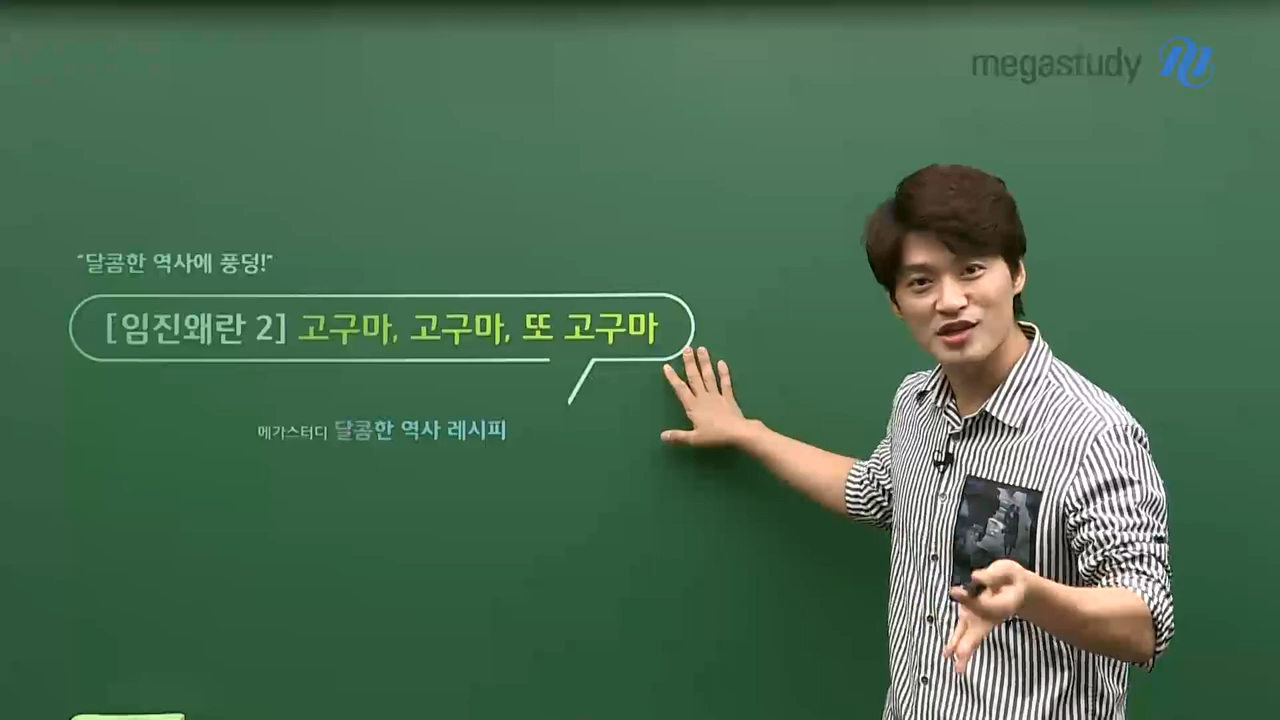 megastudy
“달콤한 역사에 풍덩!”
[임진왜란 2] 고구마, 고구마, 또 고구마
메가스터디 달콤한 역사 레시피